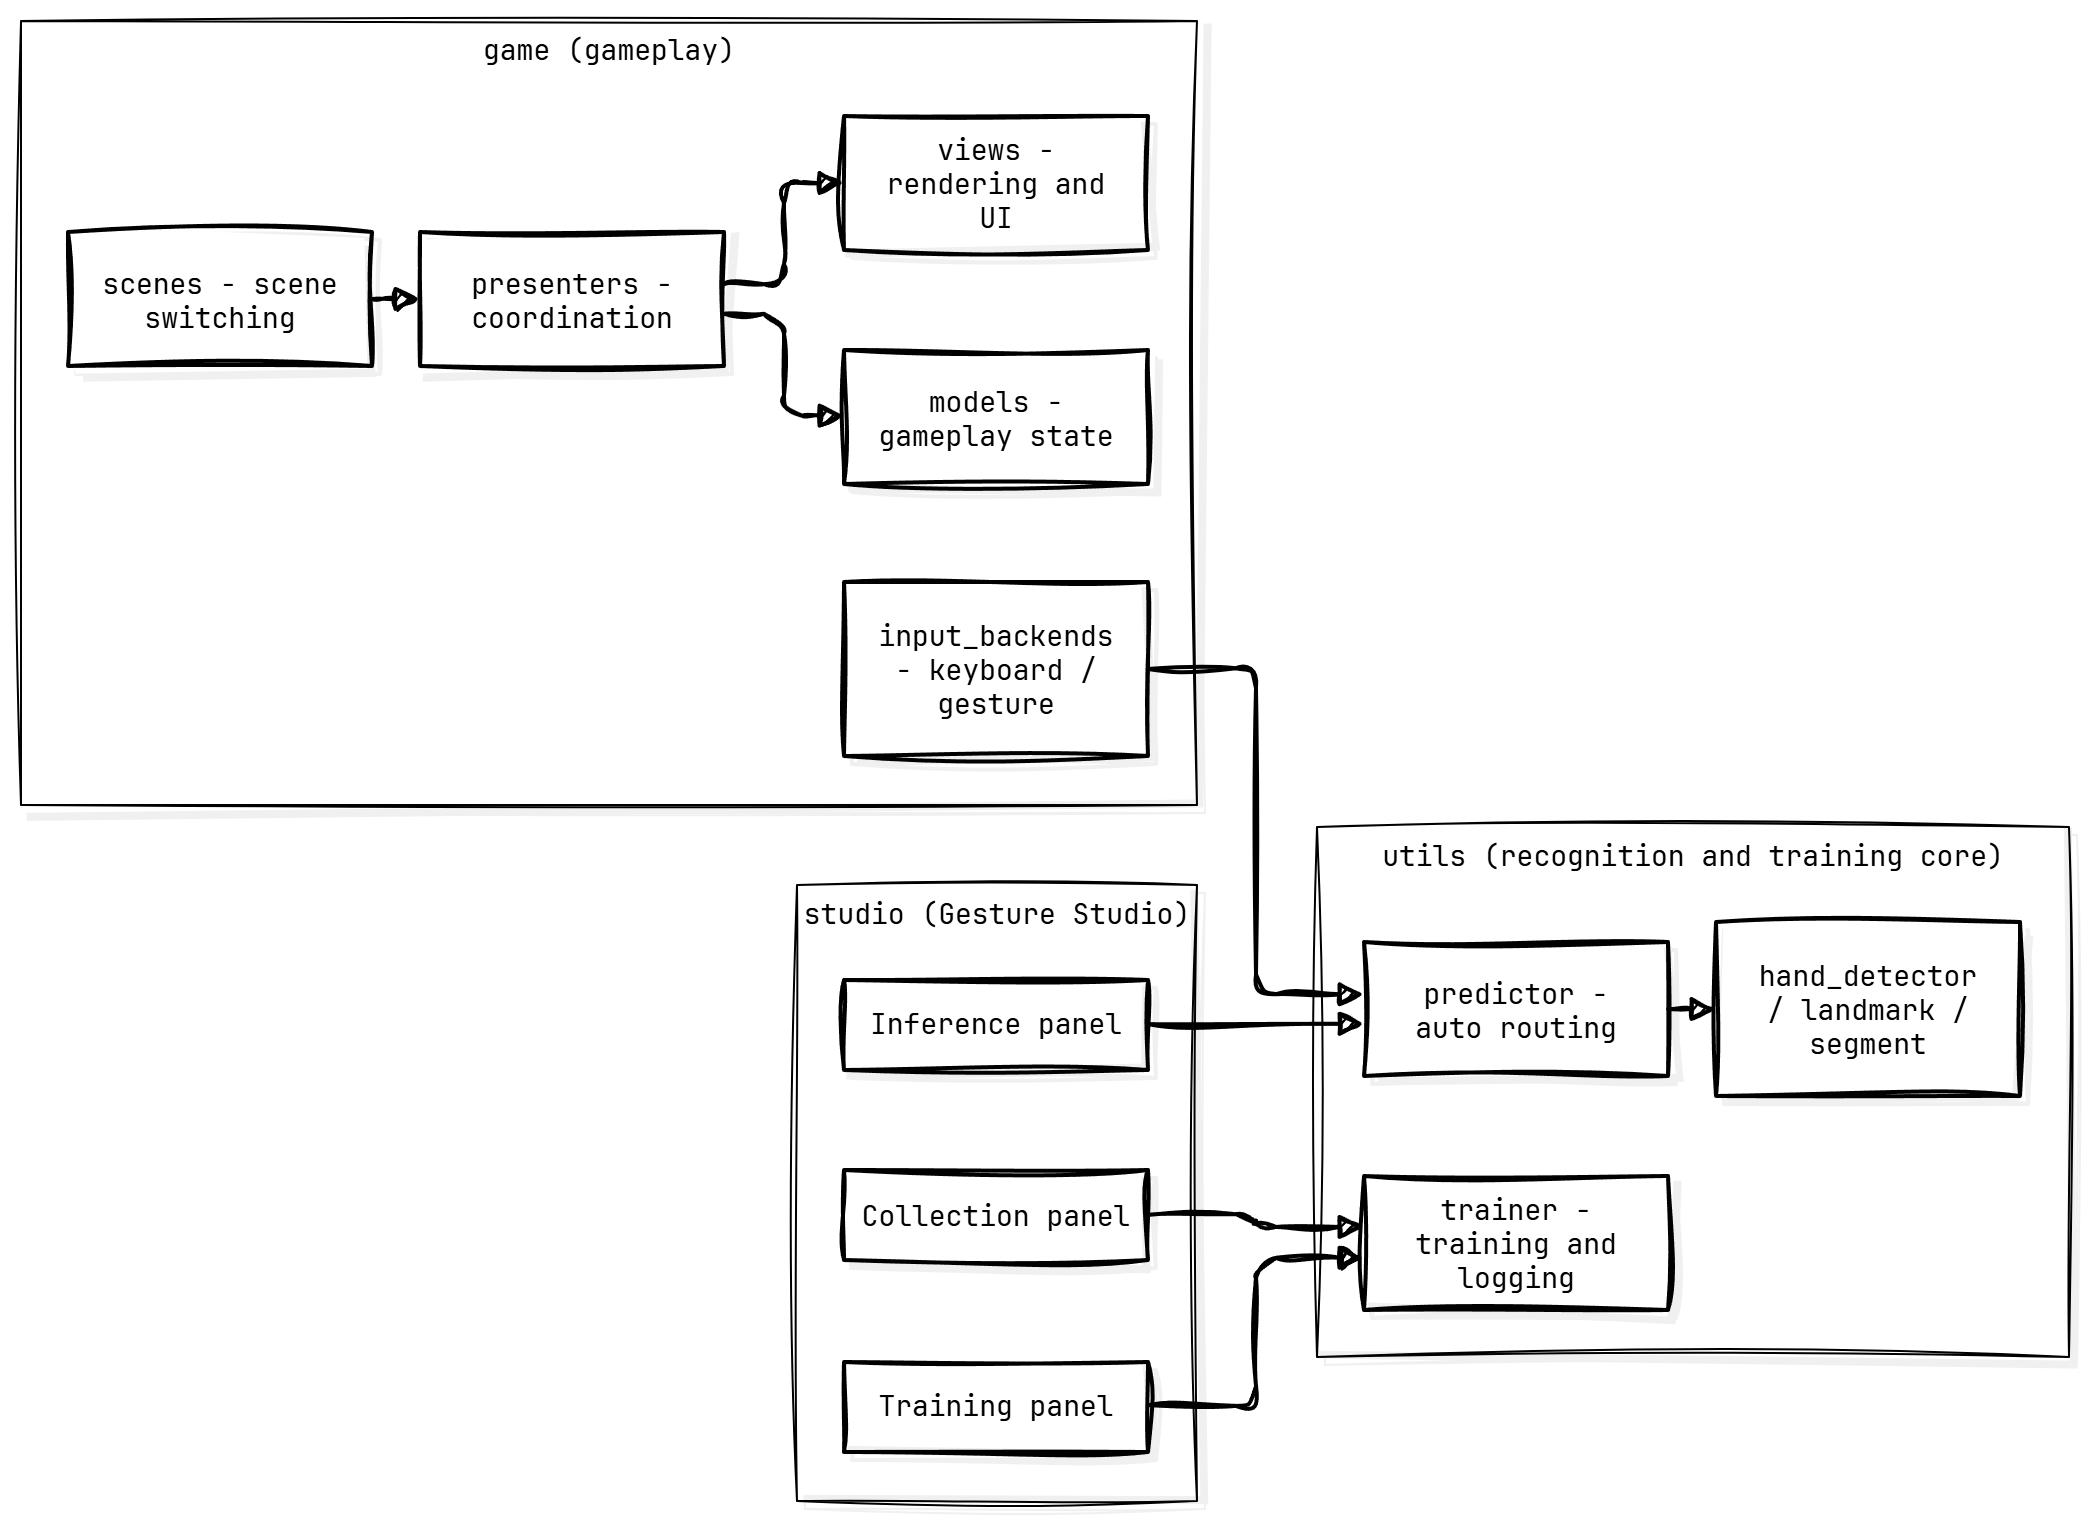 game (gameplay)
views -
rendering and
UI
scenes - scene
switching
presenters -
coordination
models -
gameplay state
input_backends
- keyboard /
gesture
utils (recognition and training core)
studio (Gesture Studio)
Inference panel
predictor -
auto routing
hand_detector
/ landmark /
segment
Collection panel
trainer -
training and
logging
Training panel